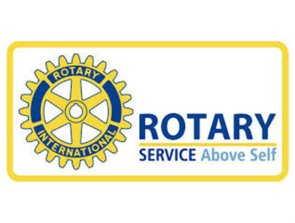 ROTARY
INTERNATIONAL
ROTARY
SERVICE Above Self